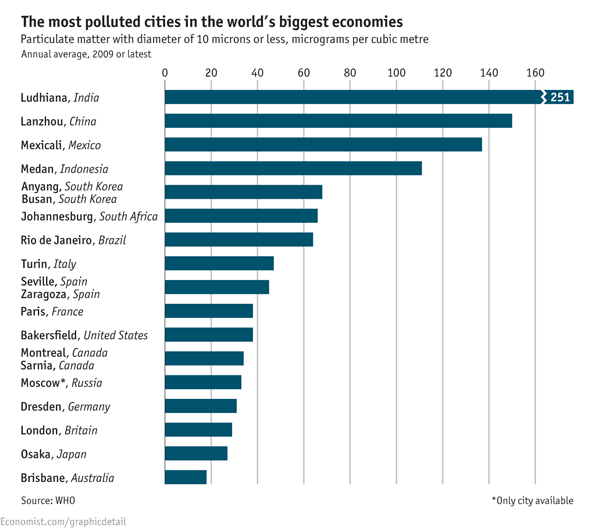 The most polluted cities in the world's biggest economies
Particulate matter with diameter of 10 microns or less, micrograms per cubic metre
Annual average, 2009 or latest
0 20 40 60 80 100 120 140 160
Ludhiana, India
251
Lanzhou, China
Mexicali, Mexico
Medan, Indonesia
Anyang, South Korea
Busan, South Korea
Johannesburg, South Africa
Rio de Janeiro, Brazil
Turin, Italy
Seville, Spain
Zaragoza, Spain
Paris, France
Bakersfield, United States
Montreal, Canada
Sarnia, Canada
Moscow*, Russia
Dresden, Germany
London, Britain
Osaka, Japan
Brisbane, Australia
Source: WHO
*Only city available
Economist.com/graphicdetail